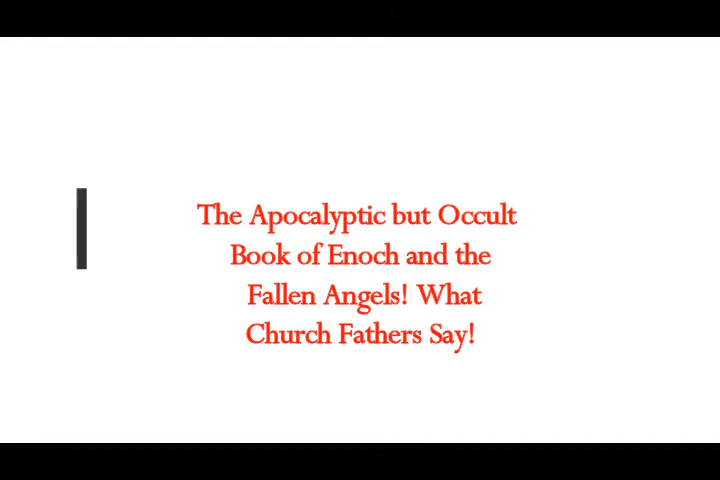 The Apocalyptic but Occult
Book of Enoch and the
Fallen Angels! What
Church Fathers Say!